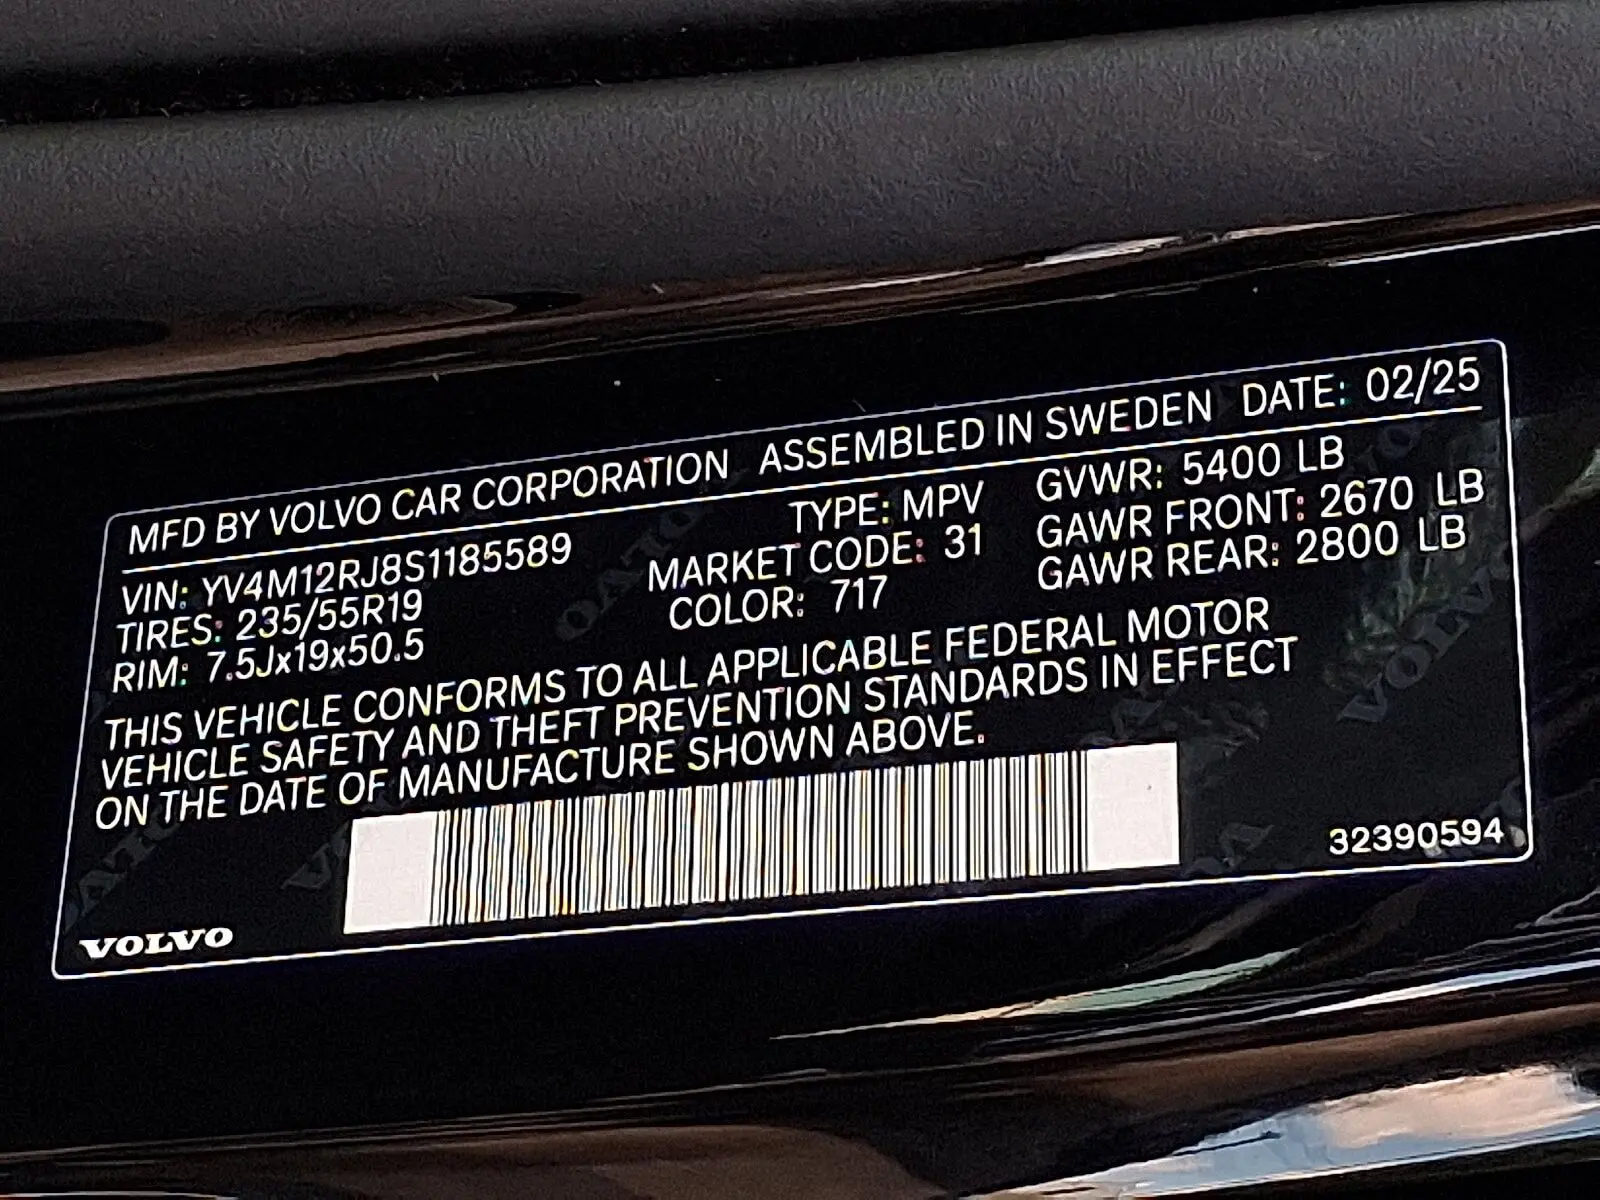 MFD BY VOLVO CAR CORPORATION ASSEMBLED IN SWEDEN DATE: 02/25
VIN: YV4M12RJ8S1185589 TYPE: MPV GVWR: 5400 LB
TIRES: 235/55R19 MARKET CODE: 31 GAWR FRONT: 2670 LB
RIM: 7.5Jx19x50.5 COLOR: 717 GAWR REAR: 2800 LB
THIS VEHICLE CONFORMS TO ALL APPLICABLE FEDERAL MOTOR
VEHICLE SAFETY AND THEFT PREVENTION STANDARDS IN EFFECT
ON THE DATE OF MANUFACTURE SHOWN ABOVE.
32390594
VOLVO